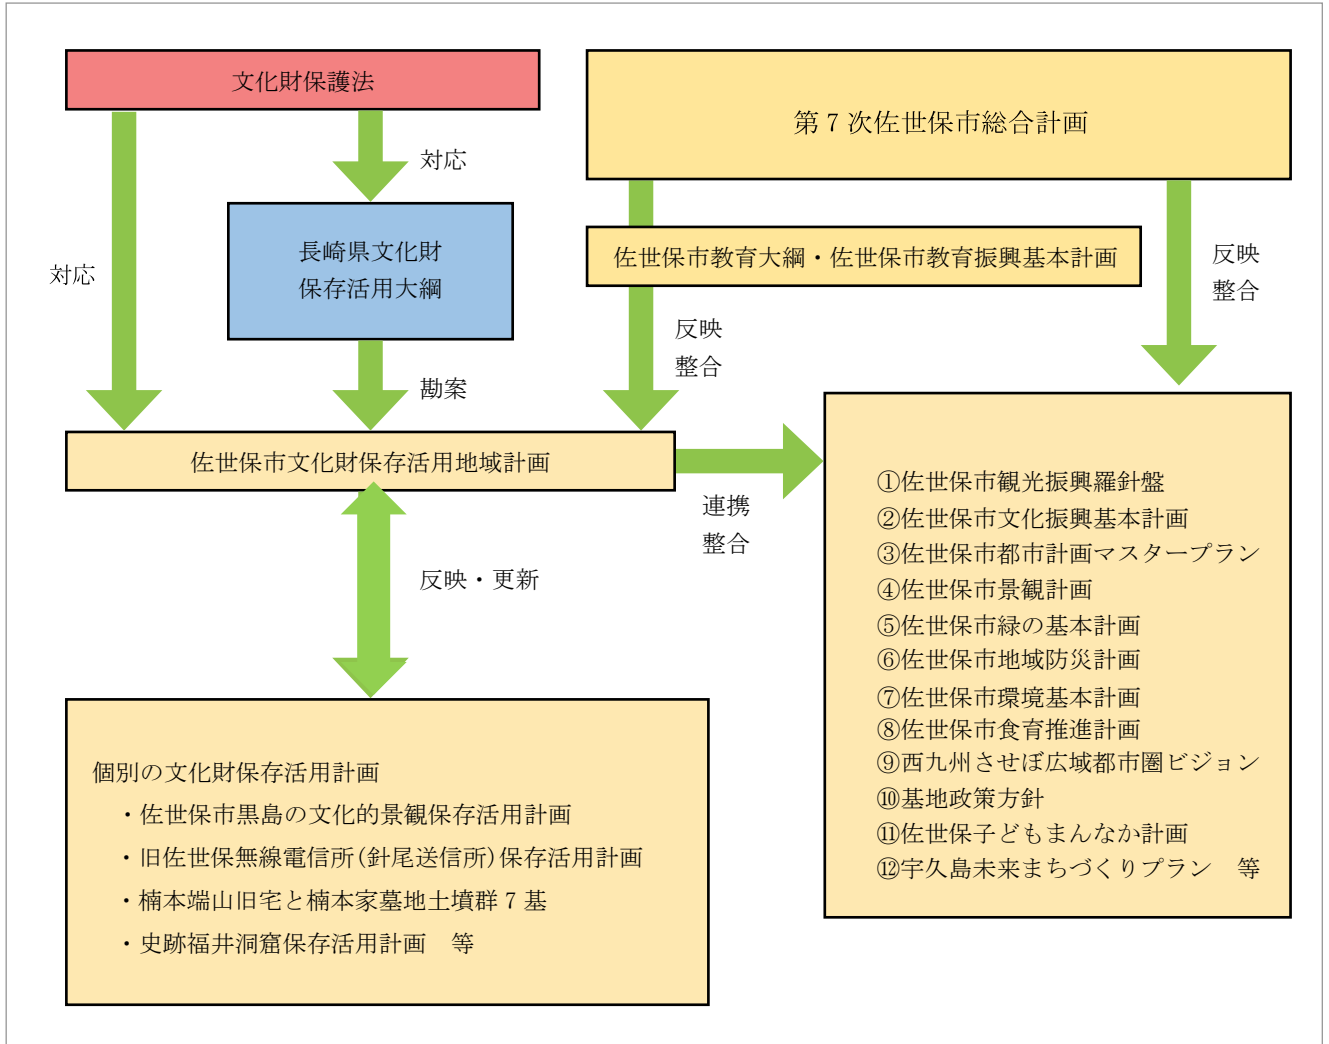 文化財保護法
第7次佐世保市総合計画
対応
長崎県文化財
保存活用大綱
佐世保市教育大綱・佐世保市教育振興基本計画
反映
整合
対応
反映
整合
勘案
佐世保市文化財保存活用地域計画
連携
整合
①佐世保市観光振興羅針盤
②佐世保市文化振興基本計画
③佐世保市都市計画マスタープラン
④佐世保市景観計画
⑤佐世保市緑の基本計画
⑥佐世保市地域防災計画
⑦佐世保市環境基本計画
⑧佐世保市食育推進計画
⑨西九州させぼ広域都市圏ビジョン
⑩基地政策方針
⑪佐世保子どもまんなか計画
⑫宇久島未来まちづくりプラン　等
反映・更新
個別の文化財保存活用計画
・佐世保市黒島の文化的景観保存活用計画
・旧佐世保無線電信所(針尾送信所)保存活用計画
・楠本端山旧宅と楠本家墓地土墳群7基
・史跡福井洞窟保存活用計画　等